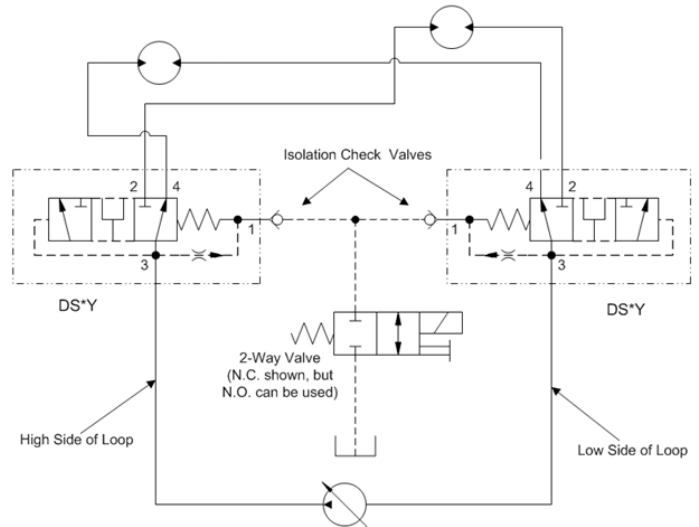 Isolation Check Valves
2 4
4 2
1
1
3
3
DS*Y
DS*Y
2-Way Valve
(N.C. shown, but
N.O. can be used)
High Side of Loop
Low Side of Loop